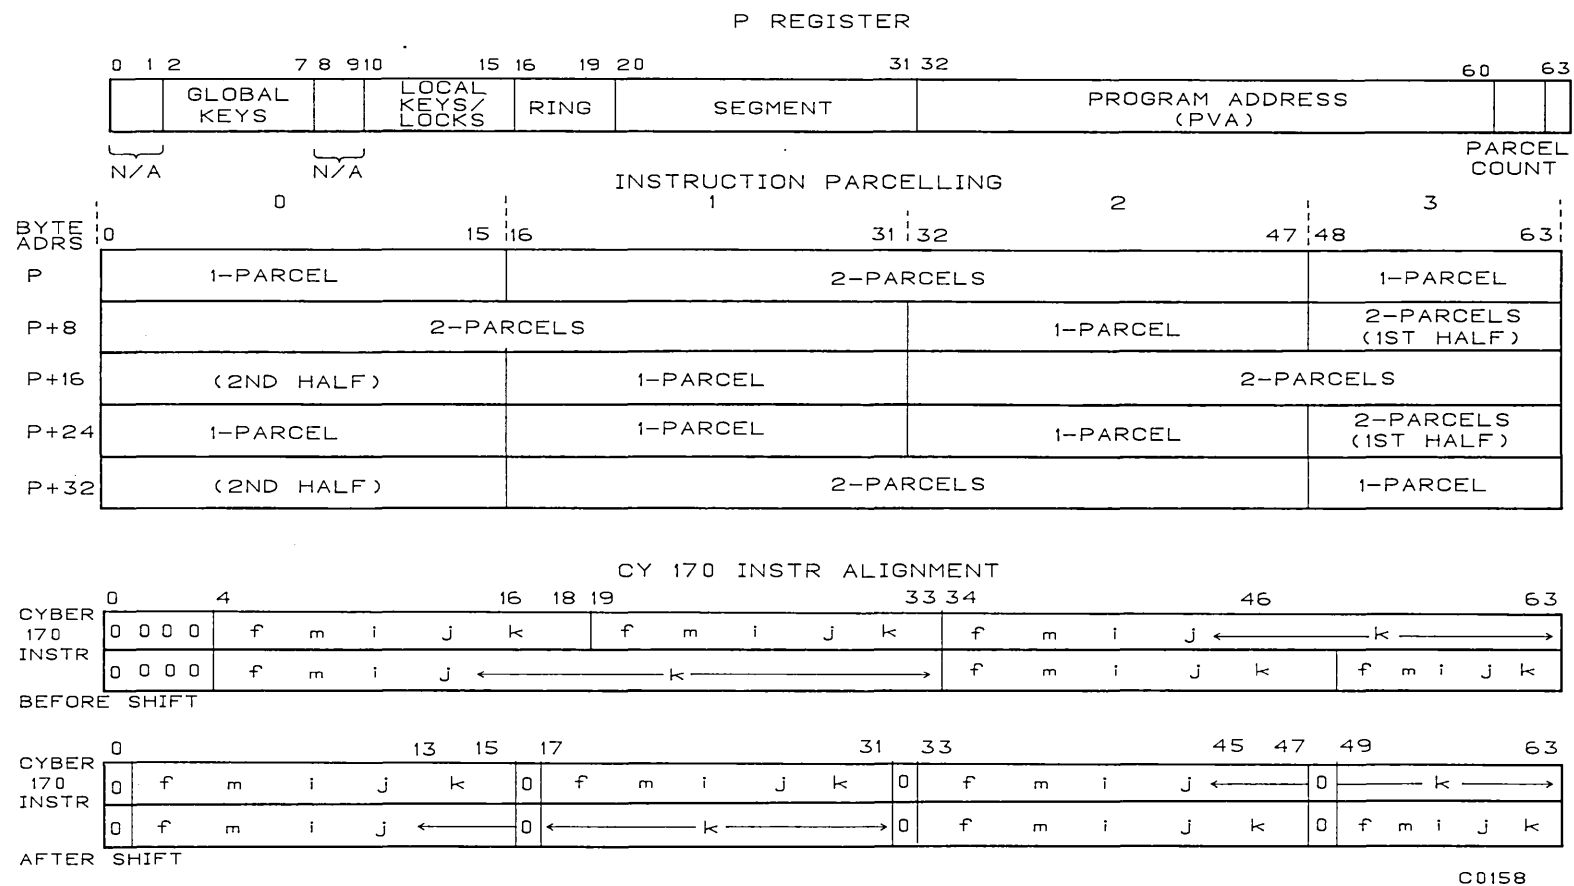 P REGISTER
0 1 2 7 8 9 10 15 16 19 20 31 32 60 63
GLOBAL KEYS LOCAL KEYS/ LOCKS RING SEGMENT PROGRAM ADDRESS (PVA)
N/A N/A PARCEL COUNT
INSTRUCTION PARCELLING
0 1 2 3
BYTE ADRS 0 15 16 31 32 47 48 63
P 1-PARCEL 2-PARCELS 1-PARCEL
P+8 2-PARCELS 1-PARCEL 2-PARCELS (1ST HALF)
P+16 (2ND HALF) 1-PARCEL 2-PARCELS
P+24 1-PARCEL 1-PARCEL 1-PARCEL 2-PARCELS (1ST HALF)
P+32 (2ND HALF) 2-PARCELS 1-PARCEL
CY 170 INSTR ALIGNMENT
0 4 16 18 19 33 34 46 63
CYBER 170 INSTR
0 0 0 0 f m i j k f m i j k f m i j k
0 0 0 0 f m i j k f m i j k f m i j k
BEFORE SHIFT
0 13 15 17 31 33 45 47 49 63
CYBER 170 INSTR
0 f m i j k 0 f m i j k 0 f m i j 0 k
0 f m i j 0 k 0 f m i j k 0 f m i j k
AFTER SHIFT
C0158